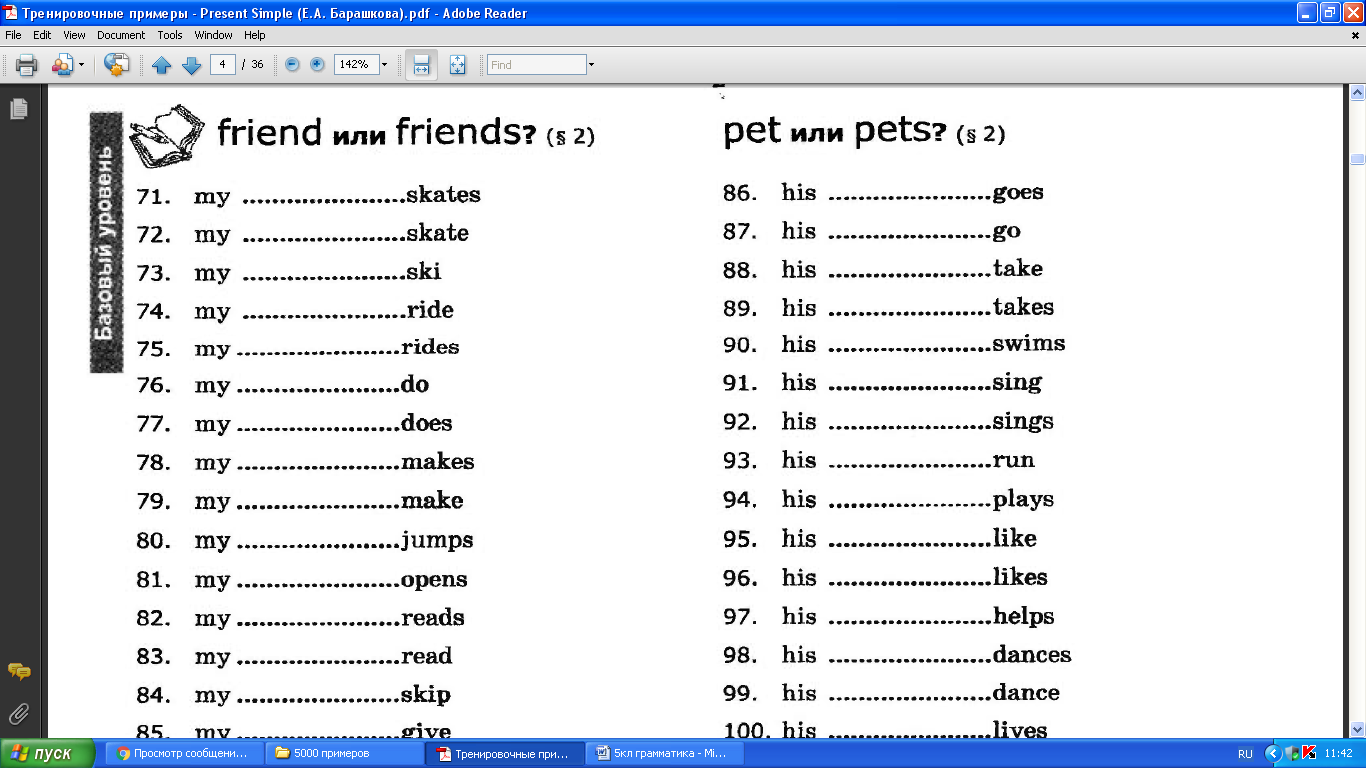 Тренировочные примеры - Present Simple (Е.А. Барашкова).pdf - Adobe Reader
File Edit View Document Tools Window Help
4 / 36 142% Find
Базовый уровень
friend или friends? (§ 2)
71. my ......................skates
72. my ......................skate
73. my ......................ski
74. my ......................ride
75. my ......................rides
76. my ......................do
77. my ......................does
78. my ......................makes
79. my ......................make
80. my ......................jumps
81. my ......................opens
82. my ......................reads
83. my ......................read
84. my ......................skip
85. my ......................give
pet или pets? (§ 2)
86. his ......................goes
87. his ......................go
88. his ......................take
89. his ......................takes
90. his ......................swims
91. his ......................sing
92. his ......................sings
93. his ......................run
94. his ......................plays
95. his ......................like
96. his ......................likes
97. his ......................helps
98. his ......................dances
99. his ......................dance
100. his ......................lives
пуск Просмотр сообщени... 5000 примеров Тренировочные при... 5кл грамматика - Mi... RU 11:42